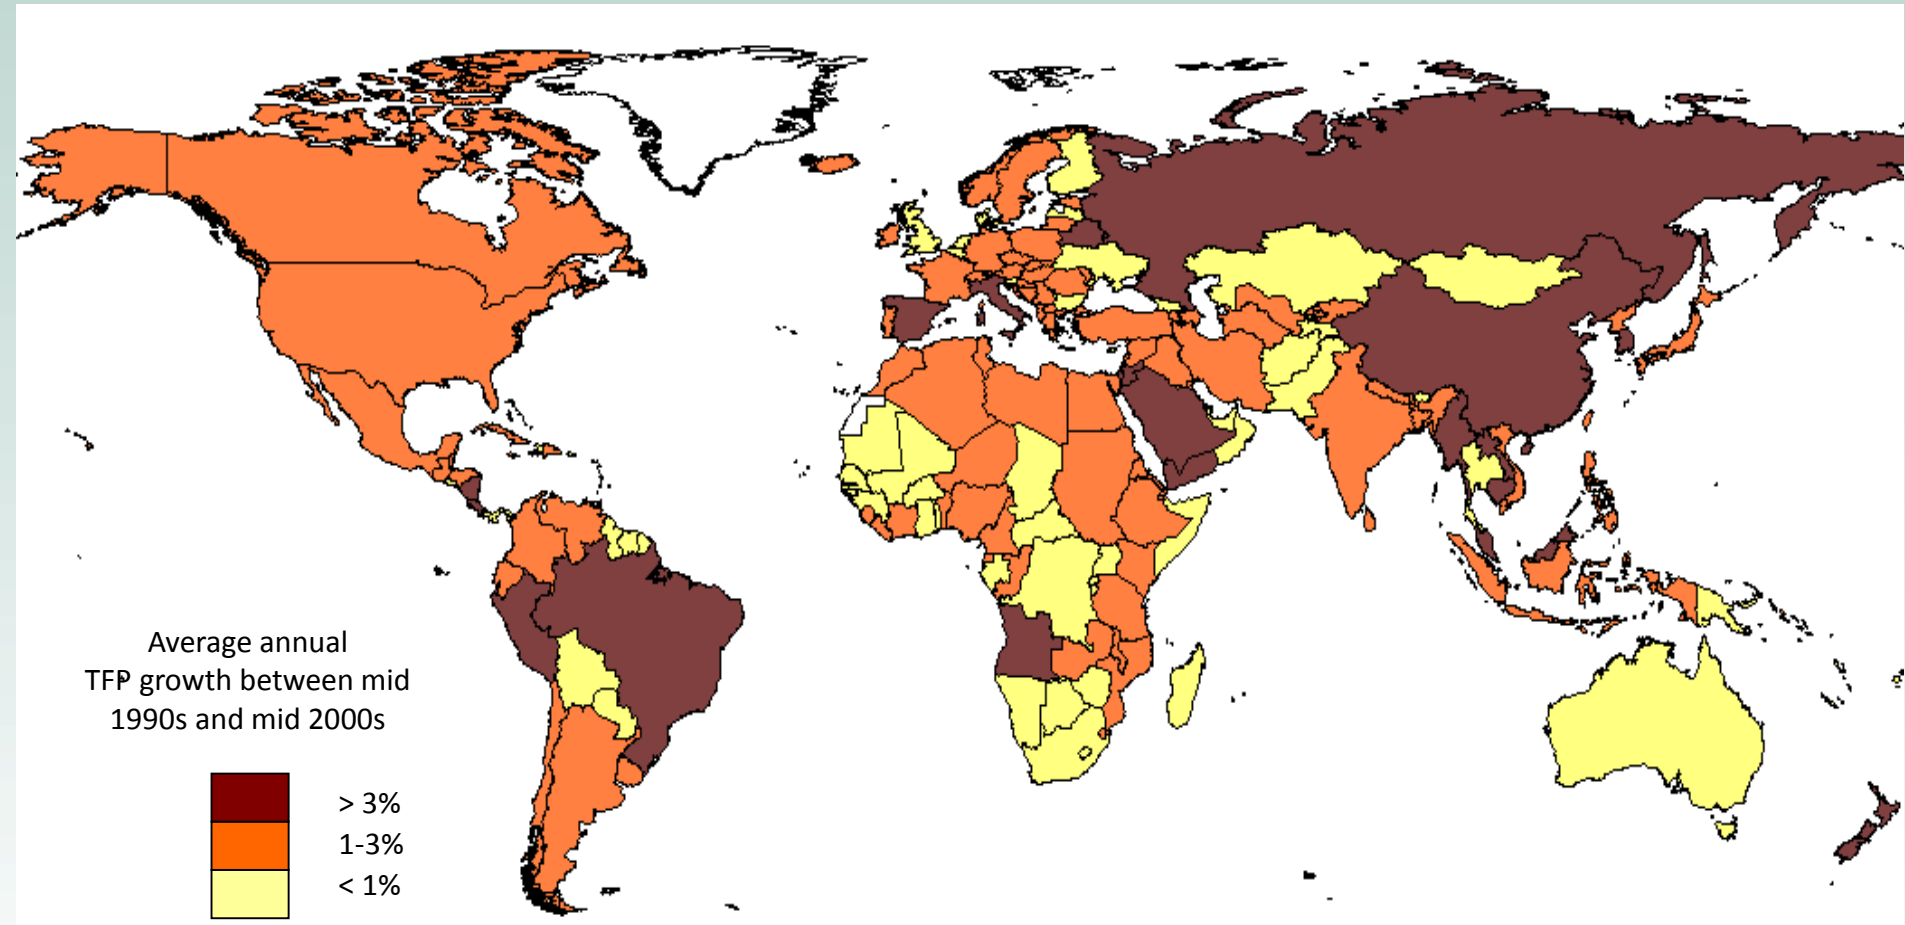 Average annual
TFP growth between mid
1990s and mid 2000s
> 3%
1-3%
< 1%